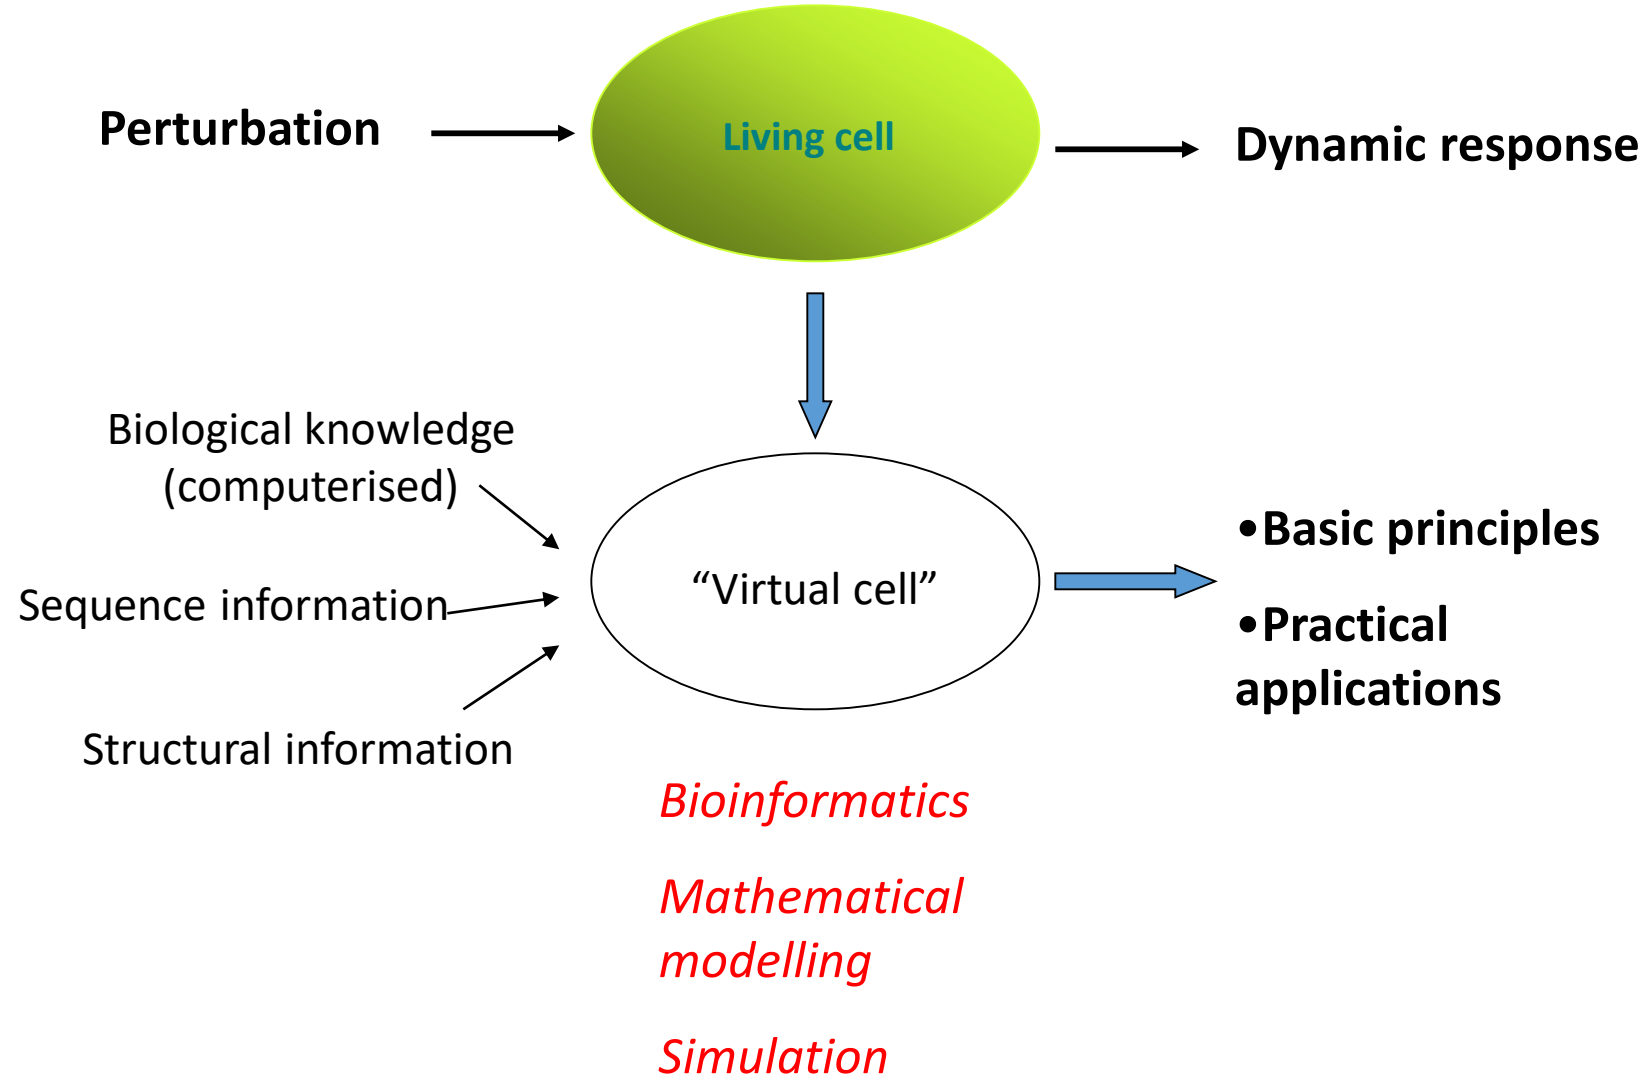 Perturbation
Living cell
Dynamic response
Biological knowledge
(computerised)
Sequence information
Structural information
“Virtual cell”
•Basic principles
•Practical
applications
Bioinformatics
Mathematical
modelling
Simulation